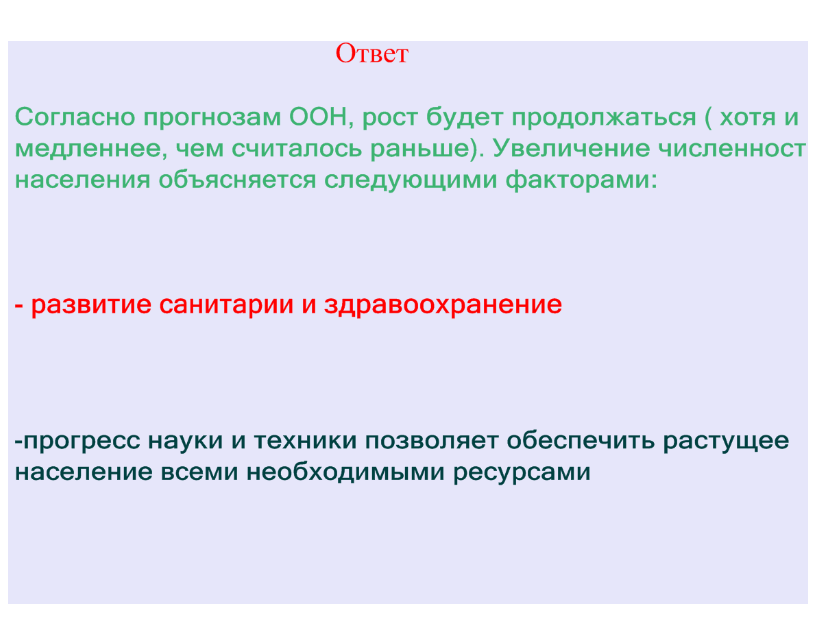 Ответ
Согласно прогнозам ООН, рост будет продолжаться ( хотя и
медленнее, чем считалось раньше). Увеличение численност
населения объясняется следующими факторами:
- развитие санитарии и здравоохранение
-прогресс науки и техники позволяет обеспечить растущее
население всеми необходимыми ресурсами